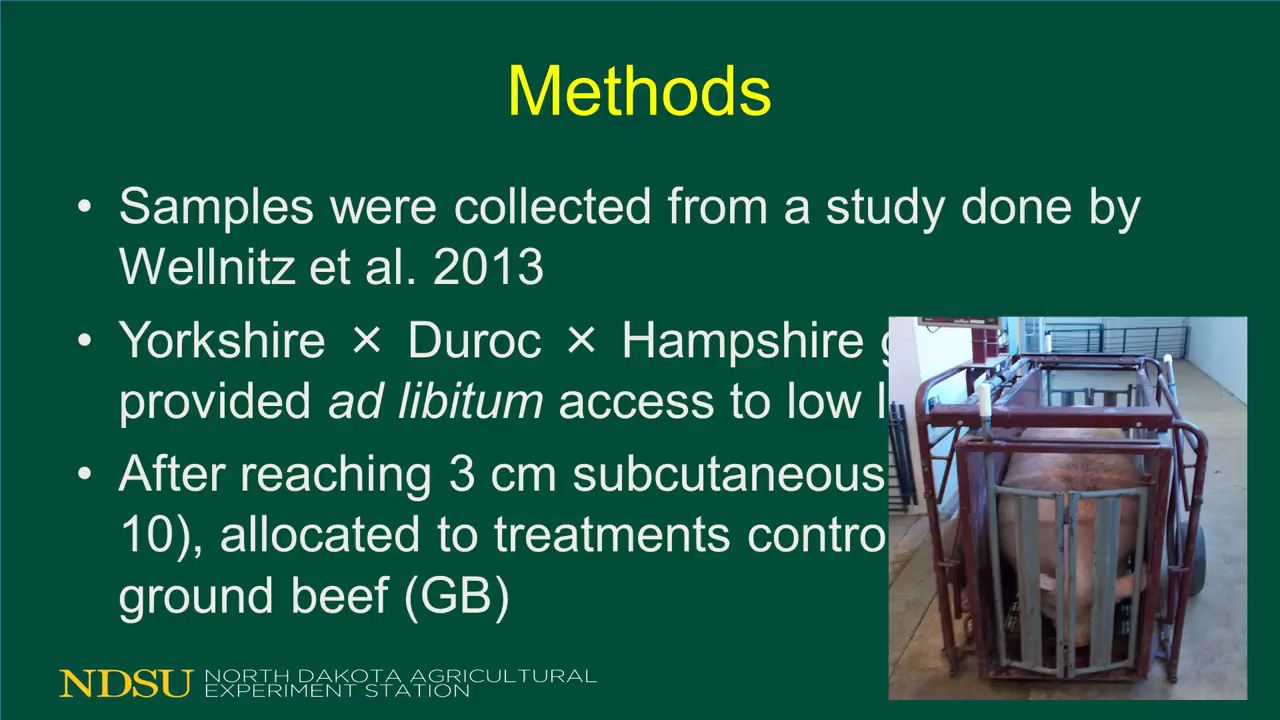 Methods
• Samples were collected from a study done by
Wellnitz et al. 2013
• Yorkshire × Duroc × Hampshire
provided ad libitum access to low
• After reaching 3 cm subcutaneous
10), allocated to treatments contro
ground beef (GB)
NDSU NORTH DAKOTA AGRICULTURAL
EXPERIMENT STATION